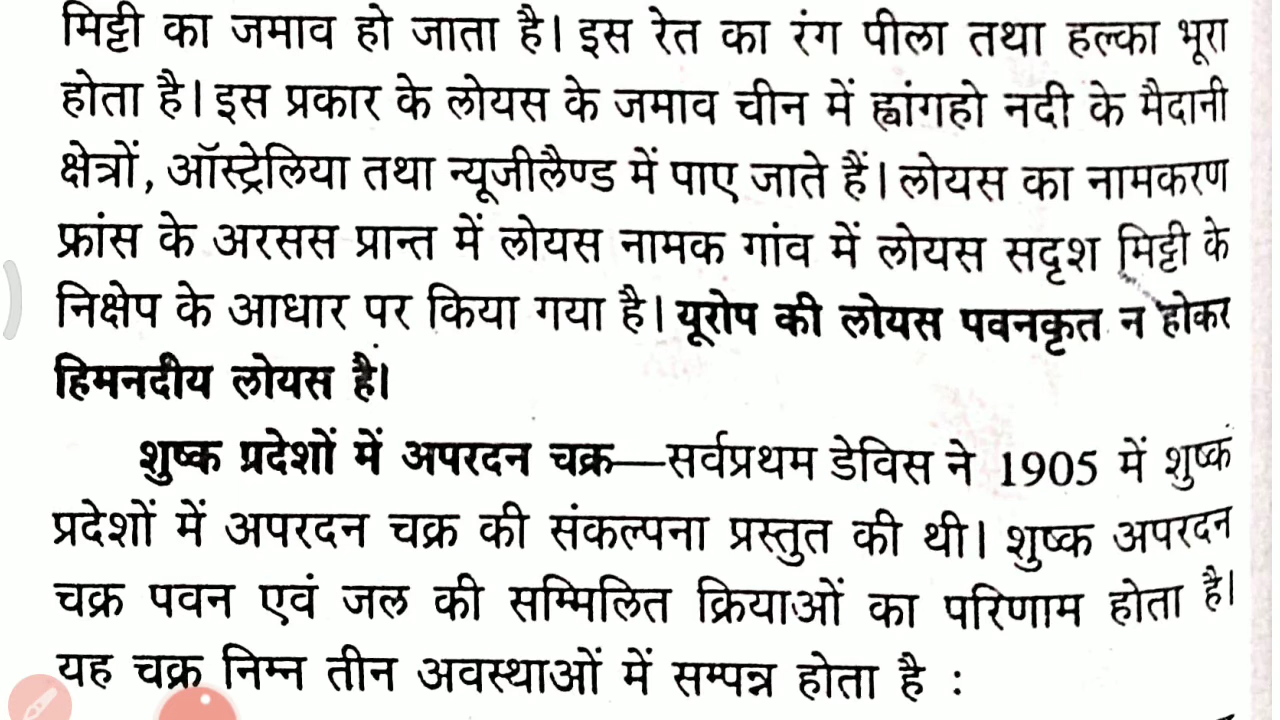 मिट्टी का जमाव हो जाता है। इस रेत का रंग पीला तथा हल्का भूरा
होता है। इस प्रकार के लोयस के जमाव चीन में ह्वांगहो नदी के मैदानी
क्षेत्रों, ऑस्ट्रेलिया तथा न्यूजीलैण्ड में पाए जाते हैं। लोयस का नामकरण
फ्रांस के अरसस प्रान्त में लोयस नामक गांव में लोयस सदृश मिट्टी के
निक्षेप के आधार पर किया गया है। यूरोप की लोयस पवनकृत न होकर
हिमनदीय लोयस है।
शुष्क प्रदेशों में अपरदन चक्र—सर्वप्रथम डेविस ने 1905 में शुष्क
प्रदेशों में अपरदन चक्र की संकल्पना प्रस्तुत की थी। शुष्क अपरदन
चक्र पवन एवं जल की सम्मिलित क्रियाओं का परिणाम होता है।
यह चक्र निम्न तीन अवस्थाओं में सम्पन्न होता है :